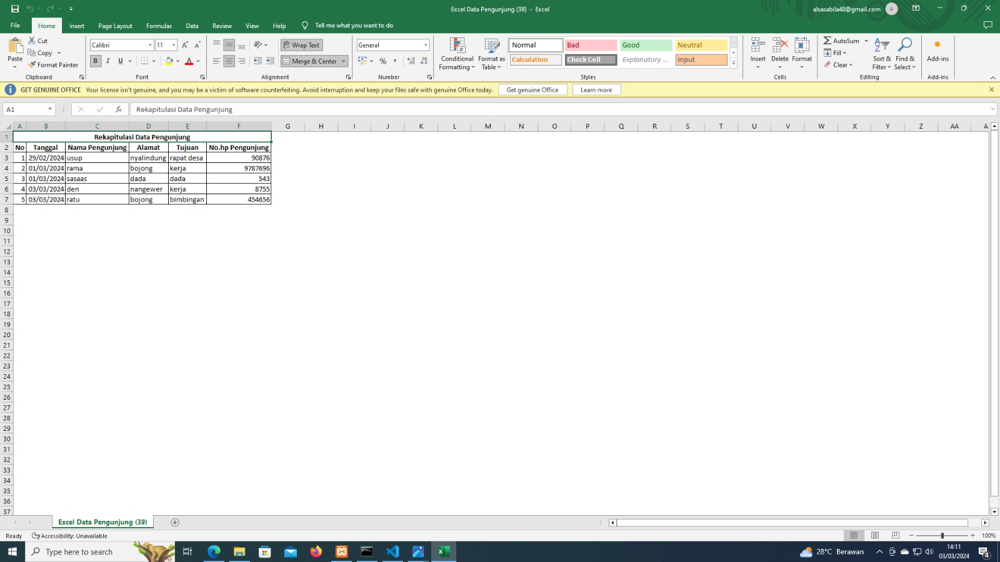 Excel Data Pengunjung (39) - Excel
alsasabila48@gmail.com
A
File Home Insert Page Layout Formulas Data Review View Help Tell me what you want to do
Paste
Cut
Copy
Format Painter
Clipboard
Calibri 11
B I U
Font
Wrap Text
Merge & Center
Alignment
General
Number
Conditional Formatting
Format as Table
Normal Bad Good Neutral
Calculation Check Cell Explanatory ... Input
Styles
Insert Delete Format
Cells
AutoSum
Fill
Clear
Sort & Filter
Find & Select
Editing
Add-ins
Add-ins
GET GENUINE OFFICE Your license isn't genuine, and you may be a victim of software counterfeiting. Avoid interruption and keep your files safe with genuine Office today. Get genuine Office Learn more
A1 fx Rekapitulasi Data Pengunjung
A B C D E F G H I J K L M N O P Q R S T U V W X Y Z AA A
1 Rekapitulasi Data Pengunjung
2 No Tanggal Nama Pengunjung Alamat Tujuan No.hp Pengunjung
3 1 29/02/2024 usup nyalindung rapat desa 90876
4 2 01/03/2024 rama bojong kerja 9787696
5 3 01/03/2024 sasaas dada dada 543
6 4 03/03/2024 den nangewer kerja 8755
7 5 03/03/2024 ratu bojong bimbingan 454656
8
9
10
11
12
13
14
15
16
17
18
19
20
21
22
23
24
25
26
27
28
29
30
31
32
33
34
35
36
37
Excel Data Pengunjung (39)
Ready Accessibility: Unavailable 100%
Type here to search
28°C Berawan
14:11
03/03/2024
4